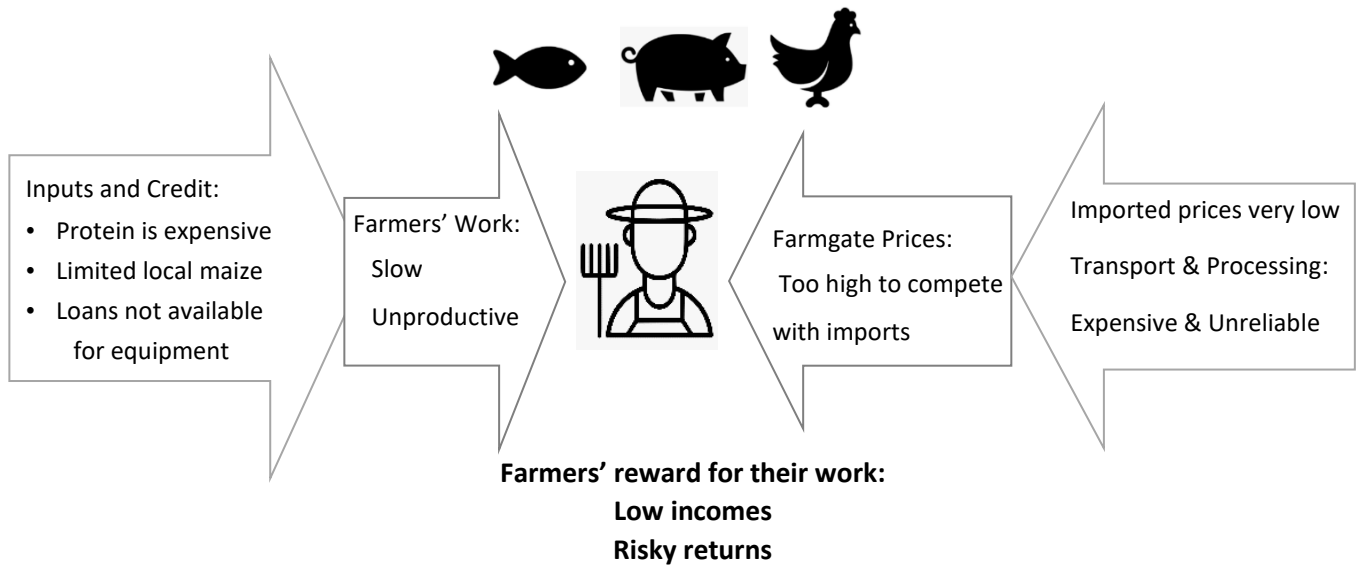 Inputs and Credit:
• Protein is expensive
• Limited local maize
• Loans not available
for equipment
Farmers’ Work:
Slow
Unproductive
Farmgate Prices:
Too high to compete
with imports
Imported prices very low
Transport & Processing:
Expensive & Unreliable
Farmers’ reward for their work:
Low incomes
Risky returns